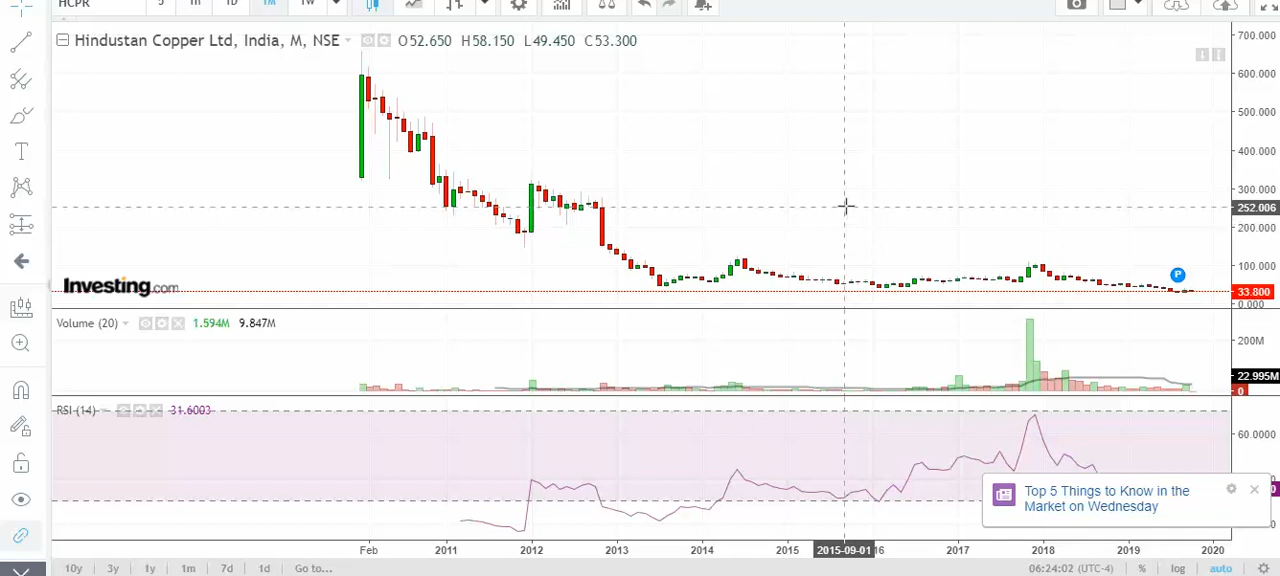 HCPR 5 1h 1D 1M 1W
Hindustan Copper Ltd, India, M, NSE O52.650 H58.150 L49.450 C53.300
700.000
600.000
500.000
400.000
300.000
252.006
200.000
100.000
33.800
0.000
Investing.com
P
Volume (20) 1.594M 9.847M
200M
22.995M
0
RSI (14) 31.6003
60.0000
Top 5 Things to Know in the
Market on Wednesday
Feb 2011 2012 2013 2014 2015 2015-09-01 16 2017 2018 2019 2020
10y 3y 1y 1m 7d 1d Go to... 06:24:02 (UTC-4) % log auto